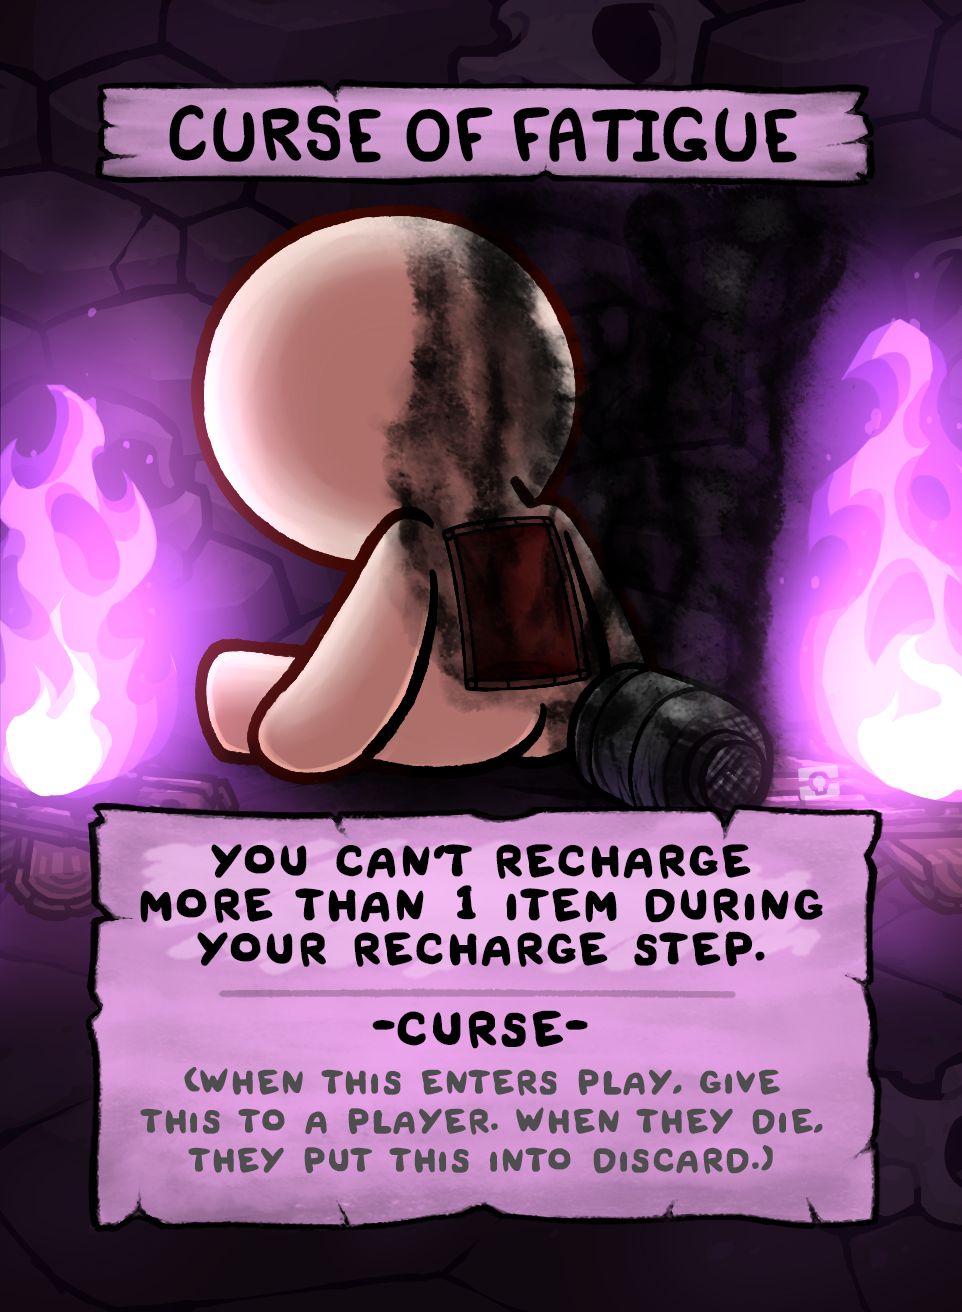 CURSE OF FATIGUE
YOU CAN'T RECHARGE
MORE THAN 1 ITEM DURING
YOUR RECHARGE STEP.
-CURSE-
(WHEN THIS ENTERS PLAY, GIVE
THIS TO A PLAYER. WHEN THEY DIE,
THEY PUT THIS INTO DISCARD.)